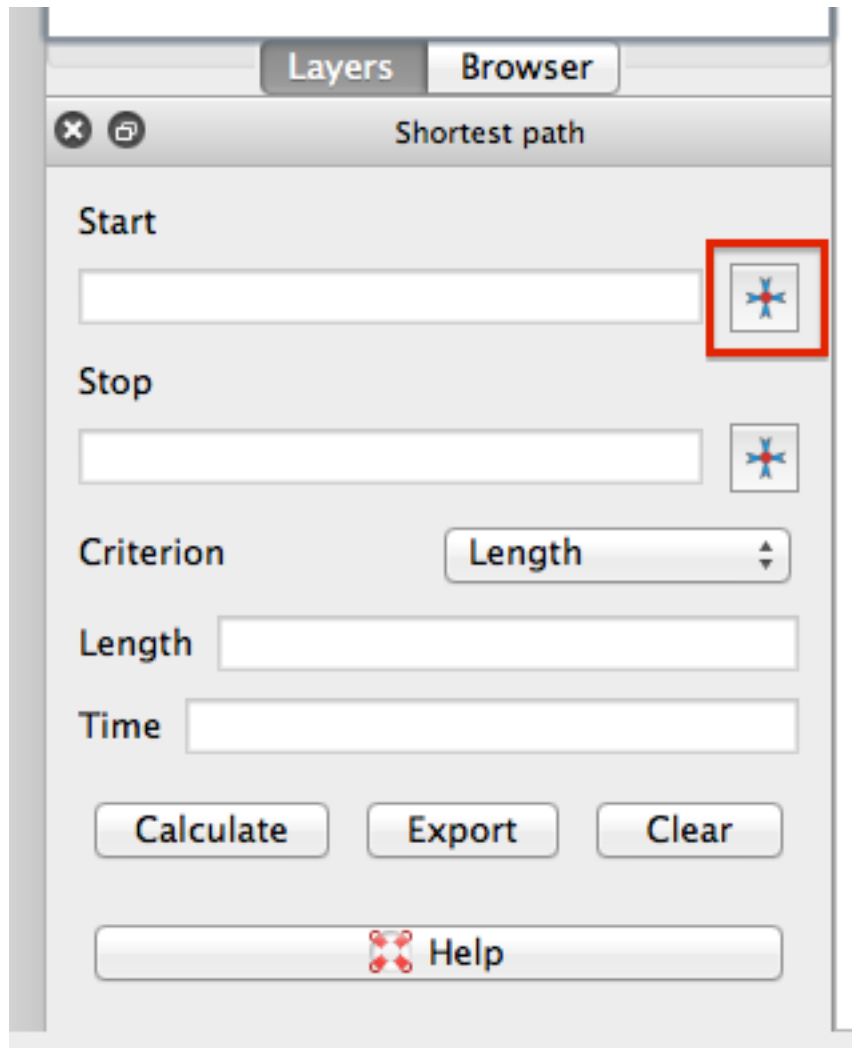 Layers Browser
Shortest path
Start
Stop
Criterion Length
Length
Time
Calculate Export Clear
Help